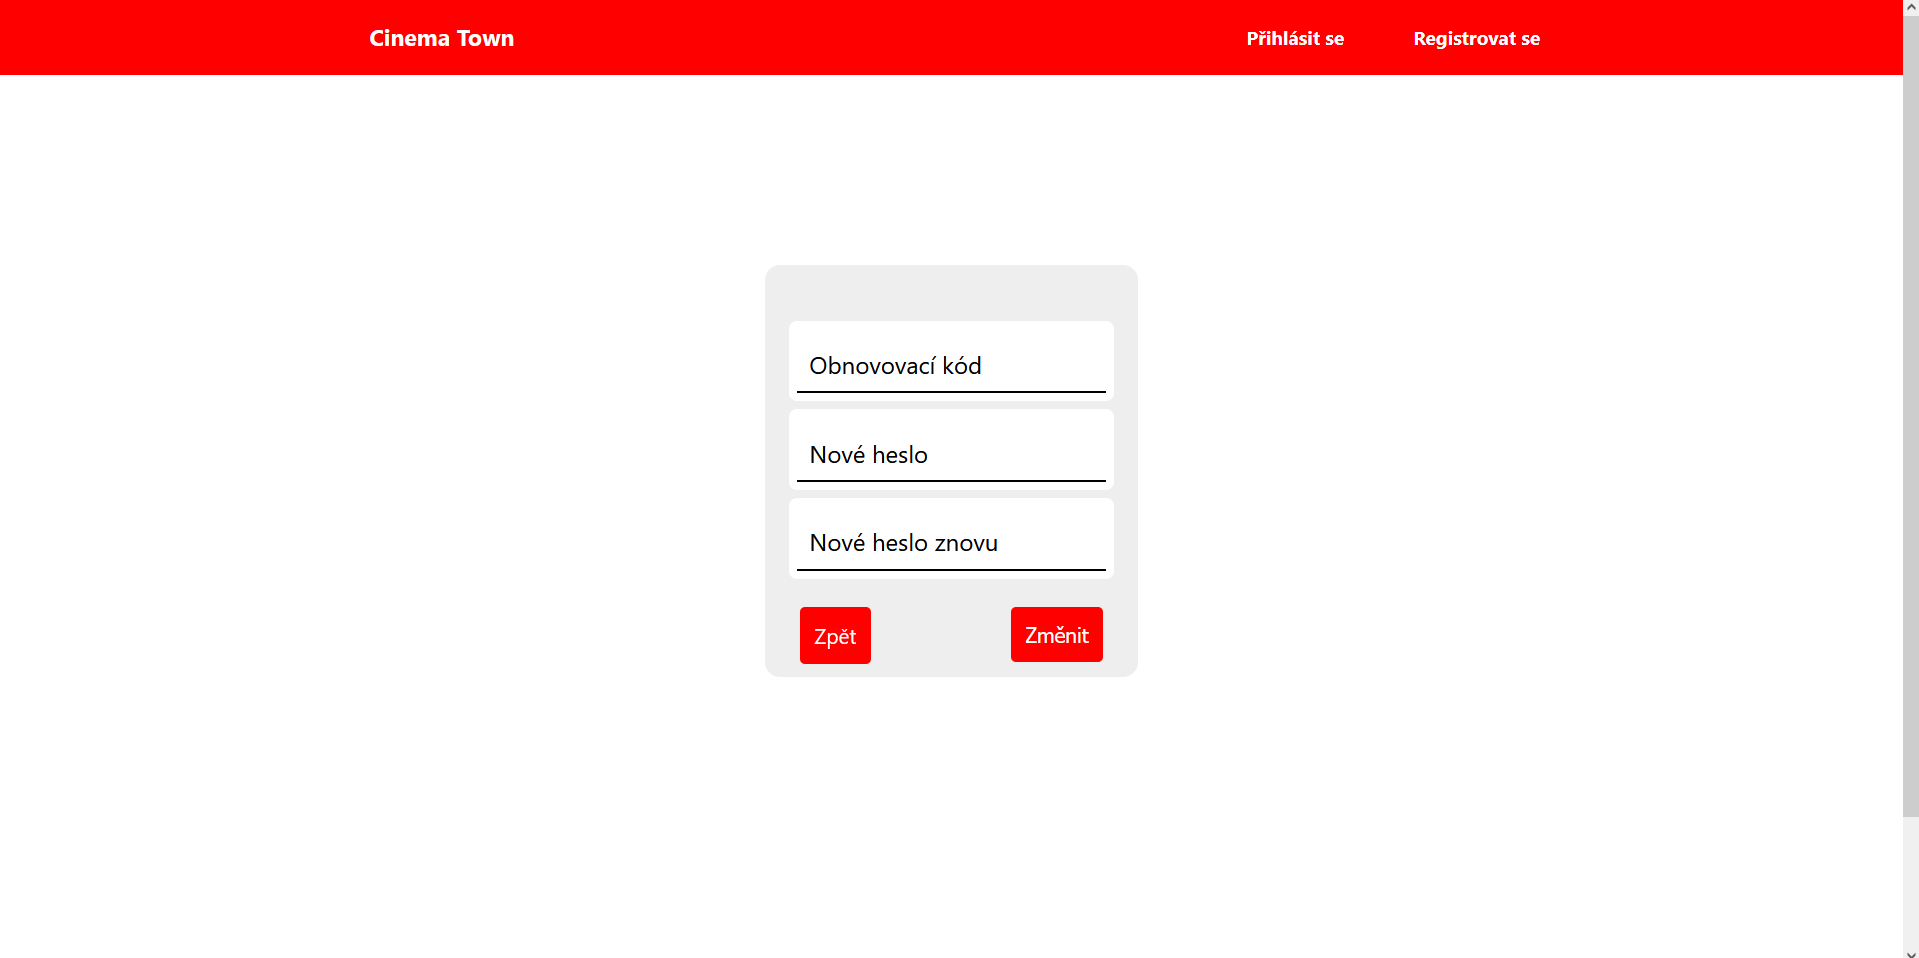 Cinema Town
Přihlásit se
Registrovat se
Obnovovací kód
Nové heslo
Nové heslo znovu
Zpět
Změnit